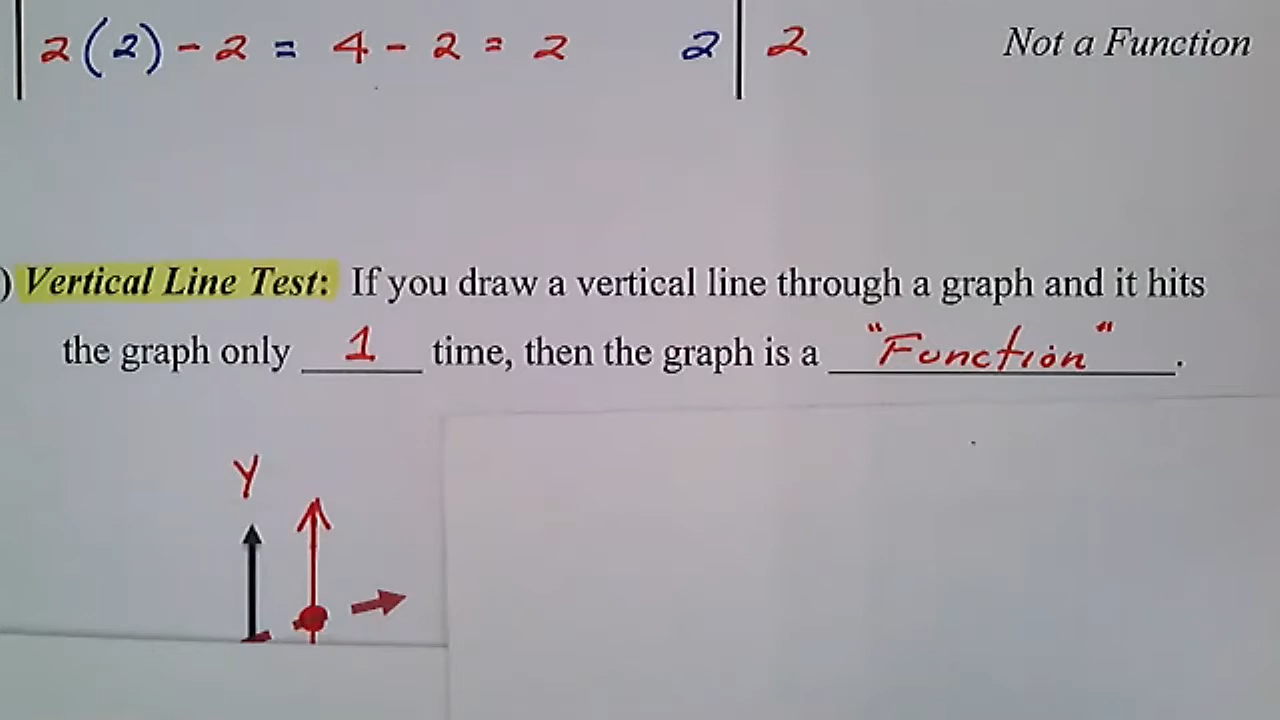 2(2) - 2 = 4 - 2 = 2 2 | 2 Not a Function
) Vertical Line Test: If you draw a vertical line through a graph and it hits
the graph only 1 time, then the graph is a "Function".
Y